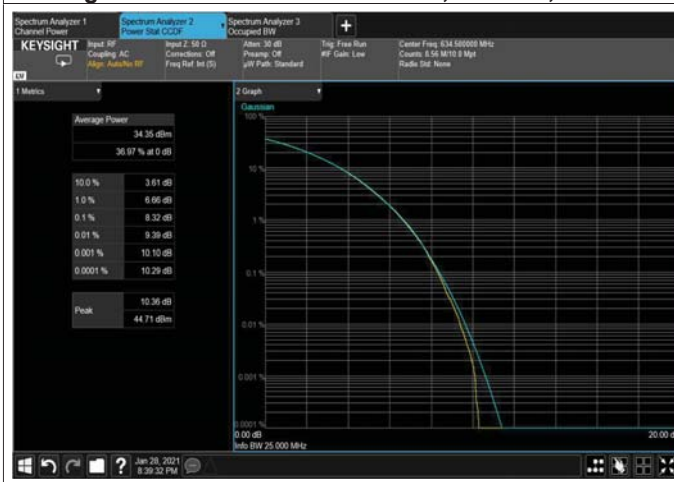 Spectrum Analyzer 1
Channel Power
Spectrum Analyzer 2
Power Stat CCDF
Spectrum Analyzer 3
Occupied BW
+
KEYSIGHT
LV
Input: RF
Coupling: AC
Align: Auto/No RF
Input Z: 50 Ω
Corrections: Off
Freq Ref: Int (S)
Atten: 30 dB
Preamp: Off
µW Path: Standard
Trig: Free Run
#IF Gain: Low
Center Freq: 634.500000 MHz
Counts: 8.56 M/10.0 Mpt
Radio Std: None
1 Metrics
Average Power
34.35 dBm
36.97 % at 0 dB
10.0 % 3.61 dB
1.0 % 6.66 dB
0.1 % 8.32 dB
0.01 % 9.39 dB
0.001 % 10.10 dB
0.0001 % 10.29 dB
Peak
10.36 dB
44.71 dBm
2 Graph
Gaussian
100 %
10 %
1 %
0.1 %
0.01 %
0.001 %
0.0001 %
0.00 dB
20.00 d
Info BW 25.000 MHz
?
Jan 28, 2021
8:39:32 PM